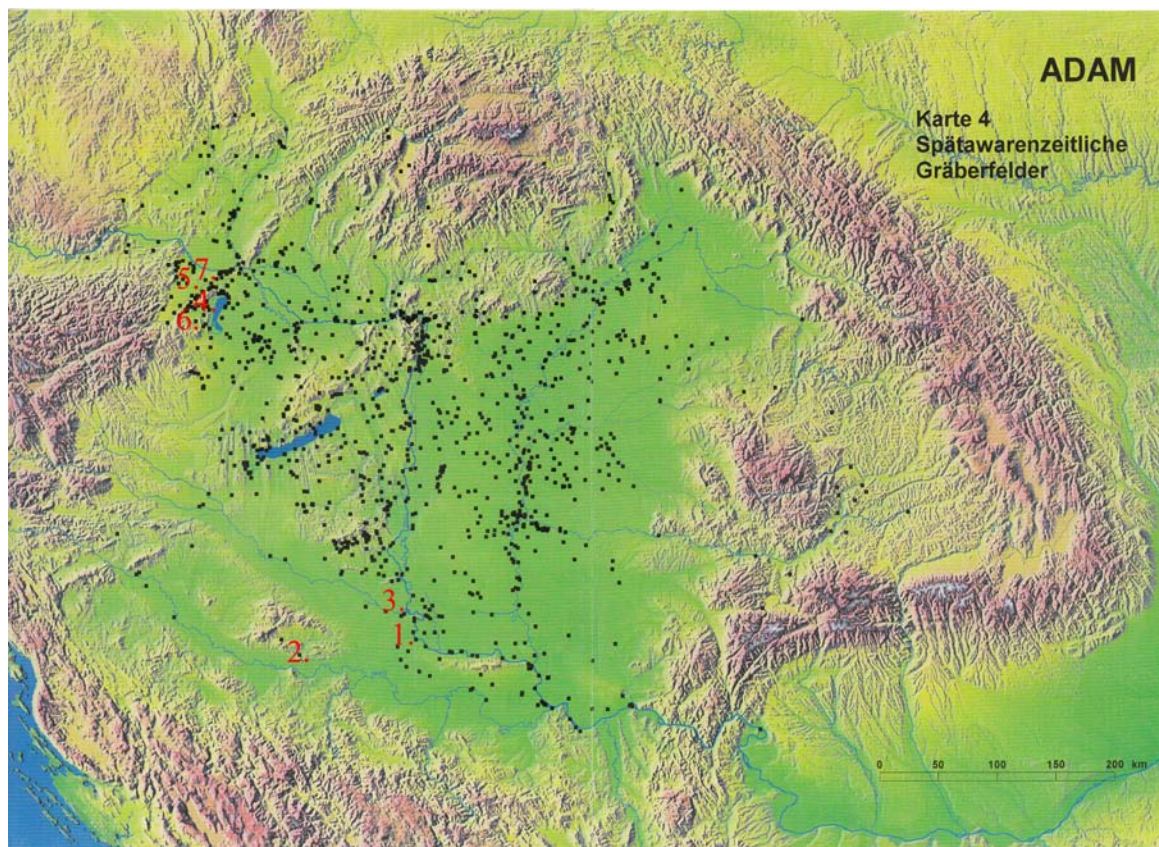 ADAM
Karte 4
Spätawarenzeitliche
Gräberfelder
7.
5.
4.
6.
3.
1.
2.
0 50 100 150 200 km